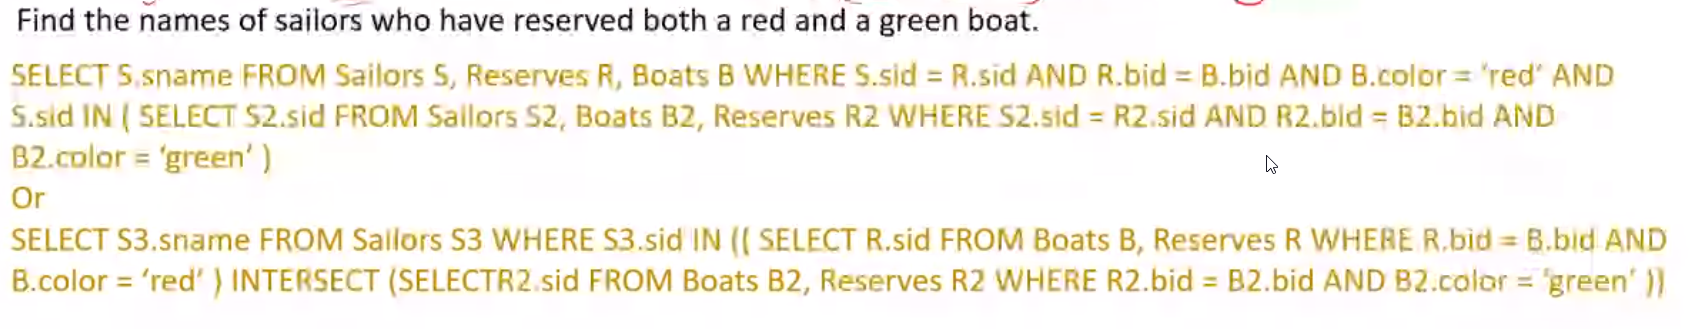 Find the names of sailors who have reserved both a red and a green boat.
SELECT S.sname FROM Sailors S, Reserves R, Boats B WHERE S.sid = R.sid AND R.bid = B.bid AND B.color = ‘red’ AND
S.sid IN ( SELECT S2.sid FROM Sailors S2, Boats B2, Reserves R2 WHERE S2.sid = R2.sid AND R2.bid = B2.bid AND
B2.color = ‘green’ )
Or
SELECT S3.sname FROM Sailors S3 WHERE S3.sid IN (( SELECT R.sid FROM Boats B, Reserves R WHERE R.bid = B.bid AND
B.color = ‘red’ ) INTERSECT (SELECTR2.sid FROM Boats B2, Reserves R2 WHERE R2.bid = B2.bid AND B2.color = ‘green’ ))